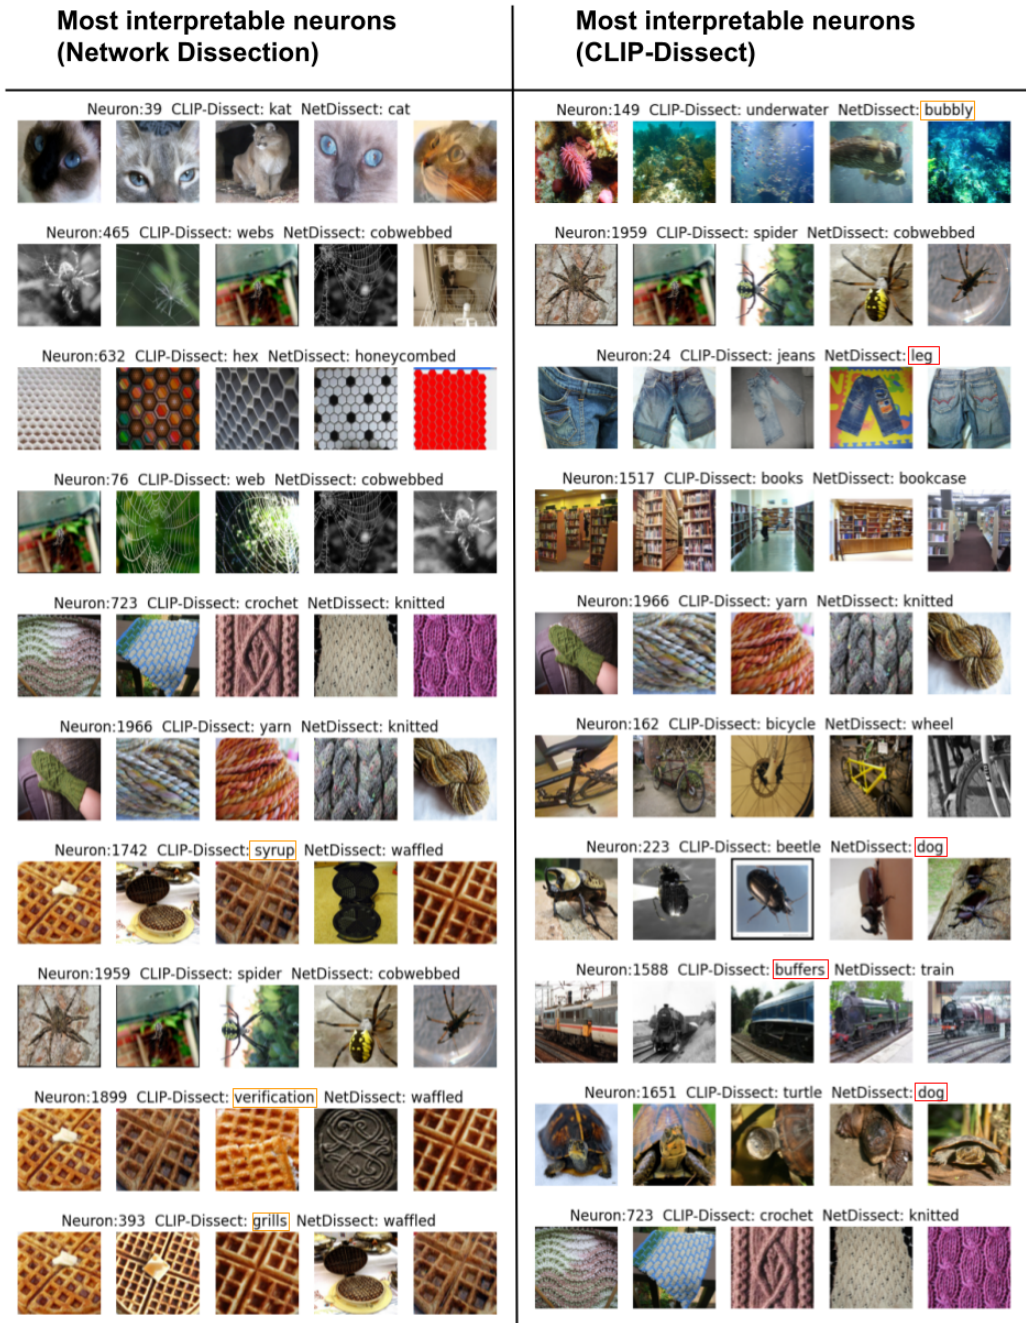 Most interpretable neurons
(Network Dissection)
Neuron:39 CLIP-Dissect: kat NetDissect: cat
Neuron:465 CLIP-Dissect: webs NetDissect: cobwebbed
Neuron:632 CLIP-Dissect: hex NetDissect: honeycombed
Neuron:76 CLIP-Dissect: web NetDissect: cobwebbed
Neuron:723 CLIP-Dissect: crochet NetDissect: knitted
Neuron:1966 CLIP-Dissect: yarn NetDissect: knitted
Neuron:1742 CLIP-Dissect: syrup NetDissect: waffled
Neuron:1959 CLIP-Dissect: spider NetDissect: cobwebbed
Neuron:1899 CLIP-Dissect: verification NetDissect: waffled
Neuron:393 CLIP-Dissect: grills NetDissect: waffled
Most interpretable neurons
(CLIP-Dissect)
Neuron:149 CLIP-Dissect: underwater NetDissect: bubbly
Neuron:1959 CLIP-Dissect: spider NetDissect: cobwebbed
Neuron:24 CLIP-Dissect: jeans NetDissect: leg
Neuron:1517 CLIP-Dissect: books NetDissect: bookcase
Neuron:1966 CLIP-Dissect: yarn NetDissect: knitted
Neuron:162 CLIP-Dissect: bicycle NetDissect: wheel
Neuron:223 CLIP-Dissect: beetle NetDissect: dog
Neuron:1588 CLIP-Dissect: buffers NetDissect: train
Neuron:1651 CLIP-Dissect: turtle NetDissect: dog
Neuron:723 CLIP-Dissect: crochet NetDissect: knitted